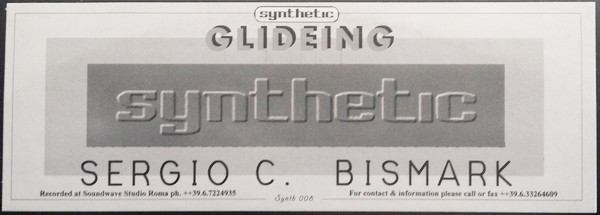 synthetic
GLIDEING
synthetic
SERGIO C. BISMARK
Recorded at Soundwave Studio Roma ph. ++39.6.7224935 For contact & information please call or fax ++39.6.33264609
Synth 008